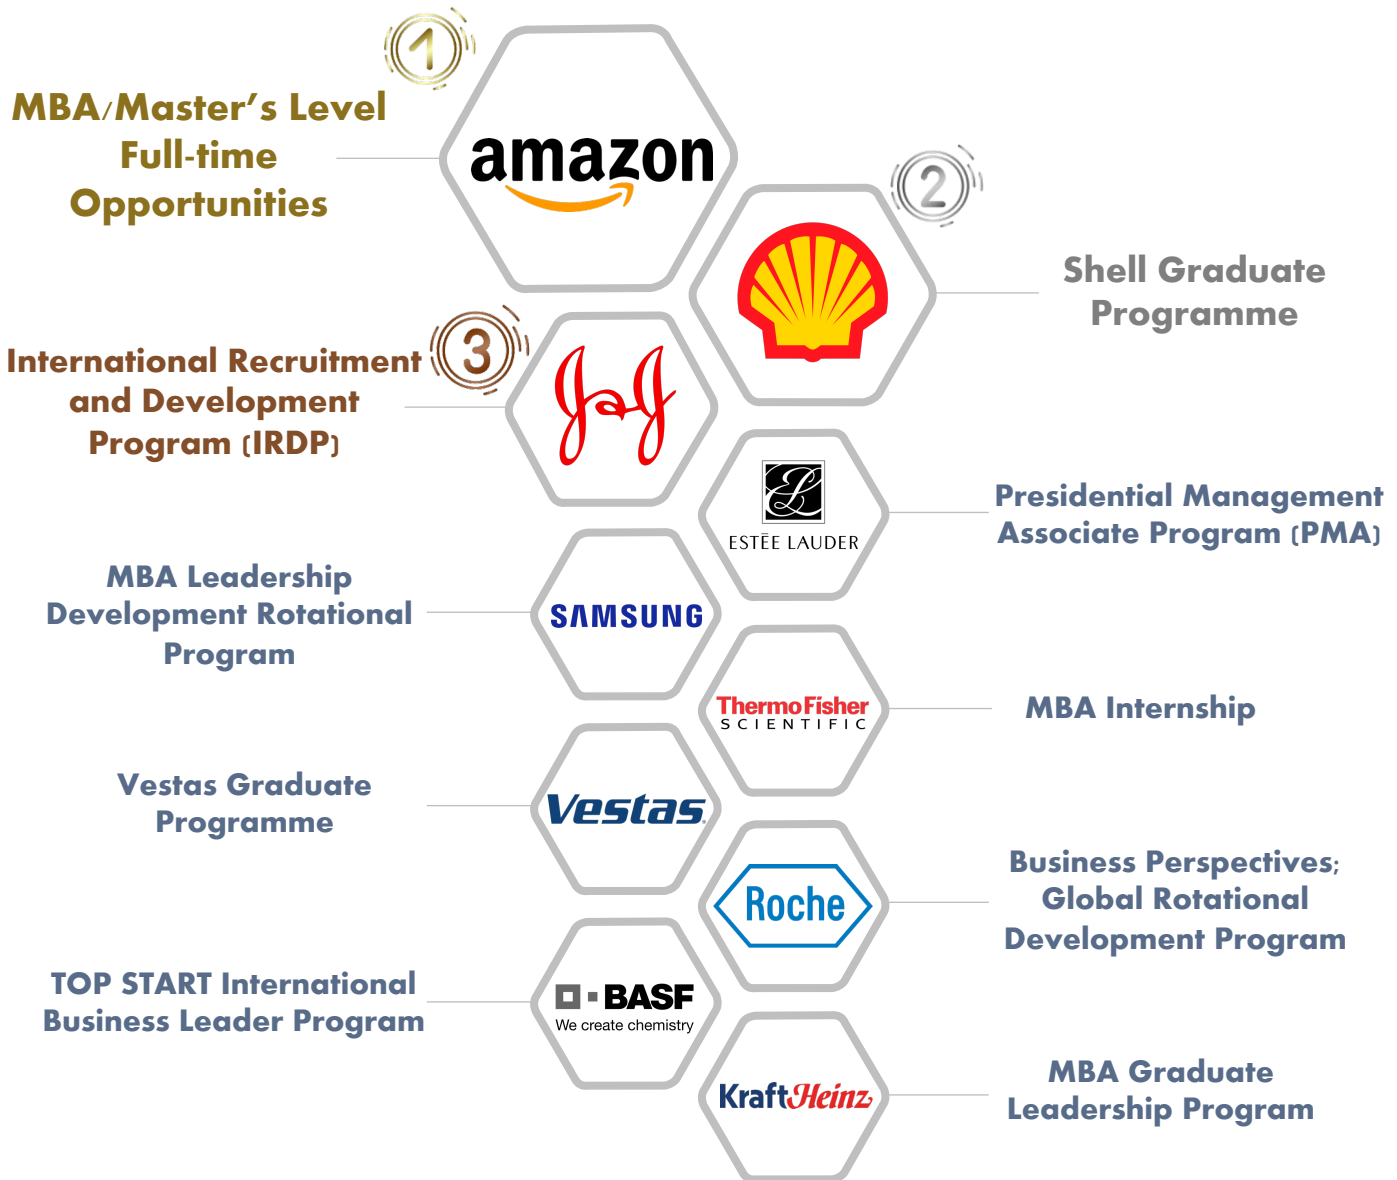 1
MBA/Master's Level
Full-time
Opportunities
amazon
2
Shell Graduate
Programme
3
International Recruitment
and Development
Program (IRDP)
J&J
EL
ESTĒE LAUDER
Presidential Management
Associate Program (PMA)
MBA Leadership
Development Rotational
Program
SAMSUNG
ThermoFisher
SCIENTIFIC
MBA Internship
Vestas Graduate
Programme
Vestas
Roche
Business Perspectives;
Global Rotational
Development Program
TOP START International
Business Leader Program
BASF
We create chemistry
KraftHeinz
MBA Graduate
Leadership Program